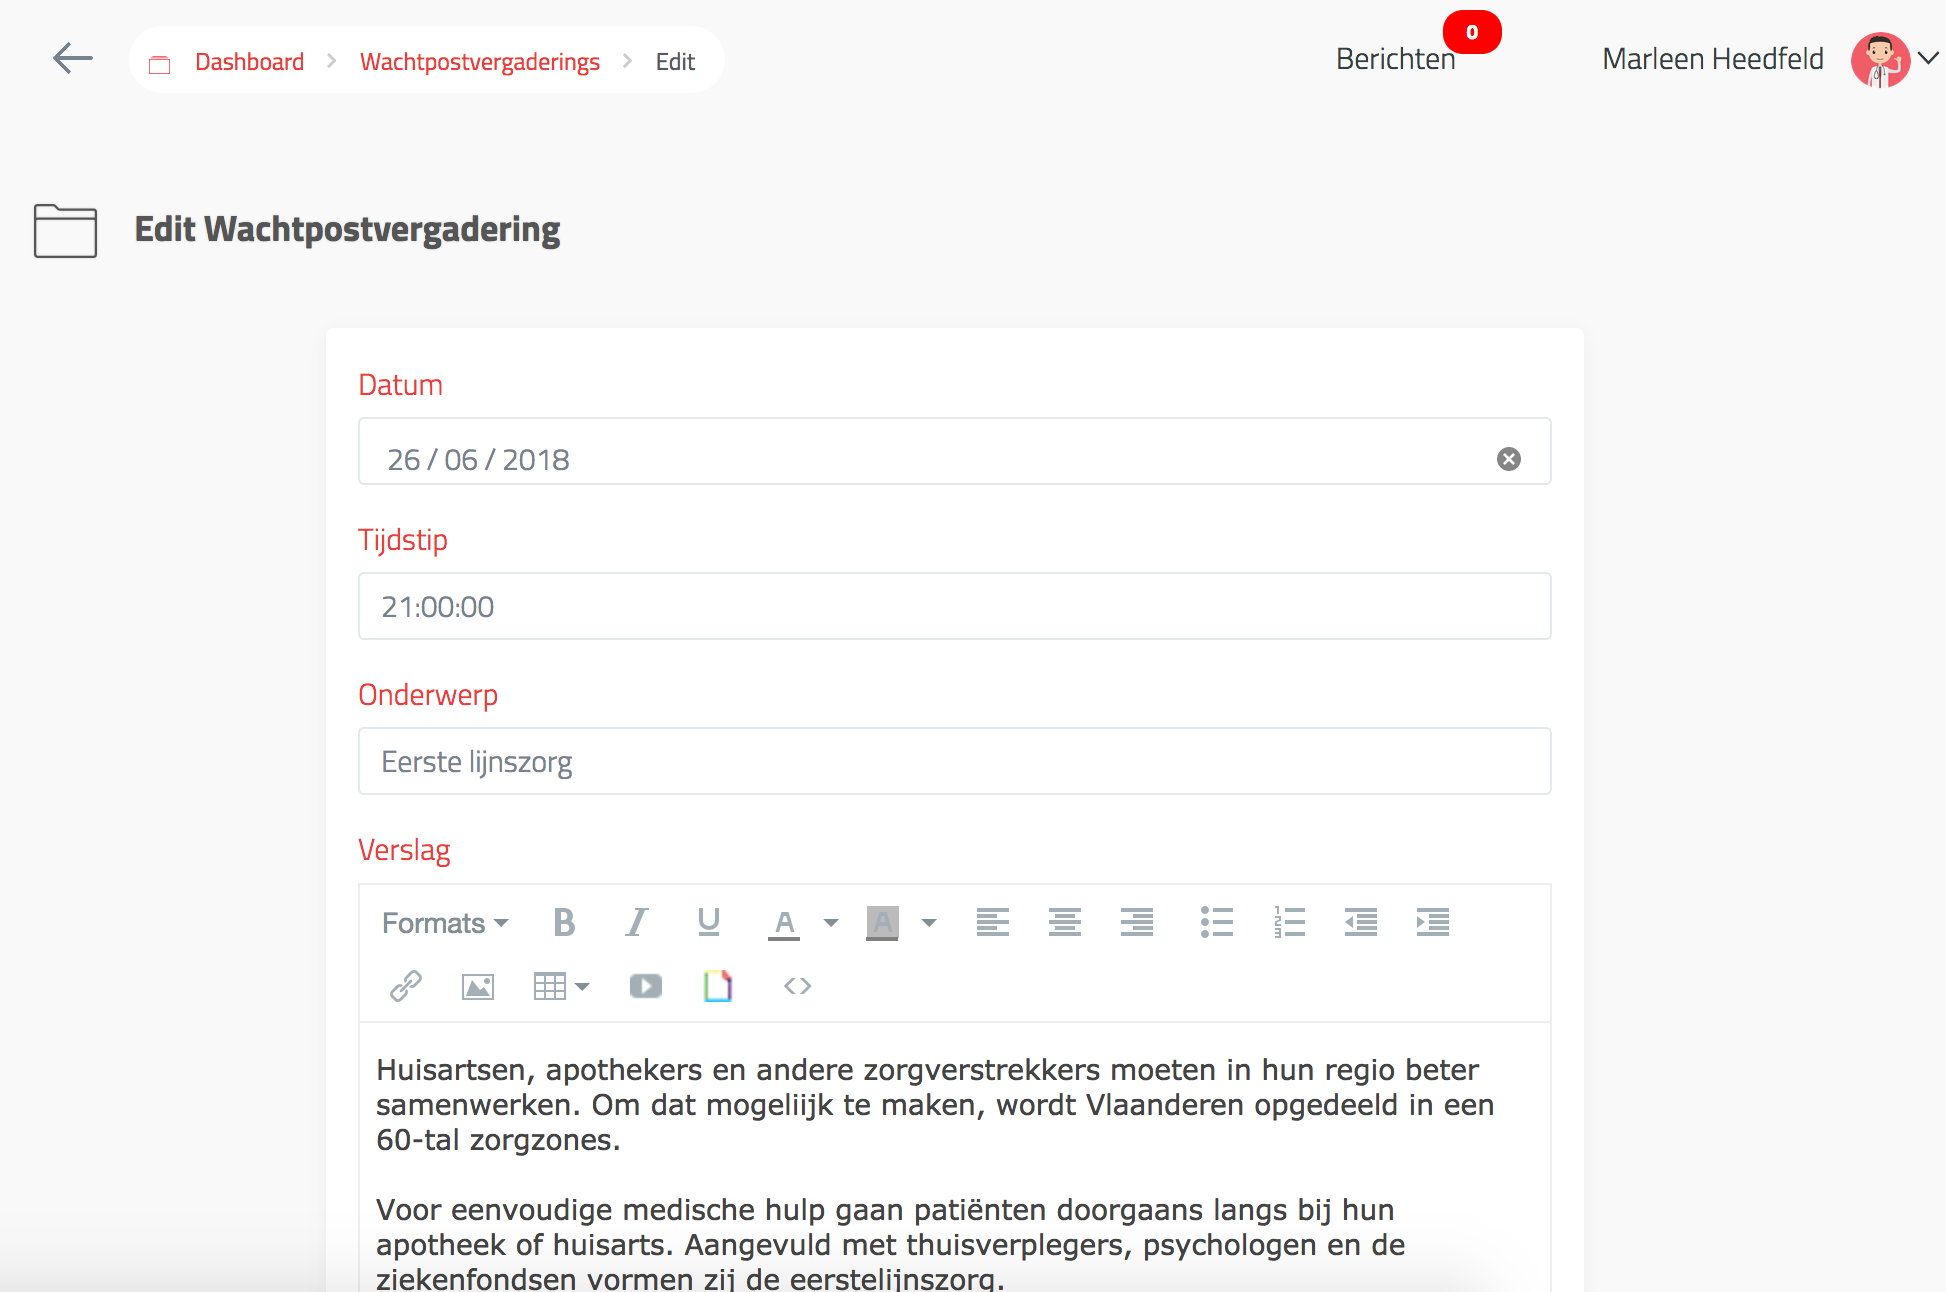 Dashboard > Wachtpostvergaderings > Edit
Berichten 0
Marleen Heedfeld
Edit Wachtpostvergadering
Datum
26 / 06 / 2018
Tijdstip
21:00:00
Onderwerp
Eerste lijnszorg
Verslag
Formats B I U A A
Huisartsen, apothekers en andere zorgverstrekkers moeten in hun regio beter
samenwerken. Om dat mogeliijk te maken, wordt Vlaanderen opgedeeld in een
60-tal zorgzones.
Voor eenvoudige medische hulp gaan patiënten doorgaans langs bij hun
apotheek of huisarts. Aangevuld met thuisverplegers, psychologen en de
ziekenfondsen vormen zij de eerstelijnszorg.